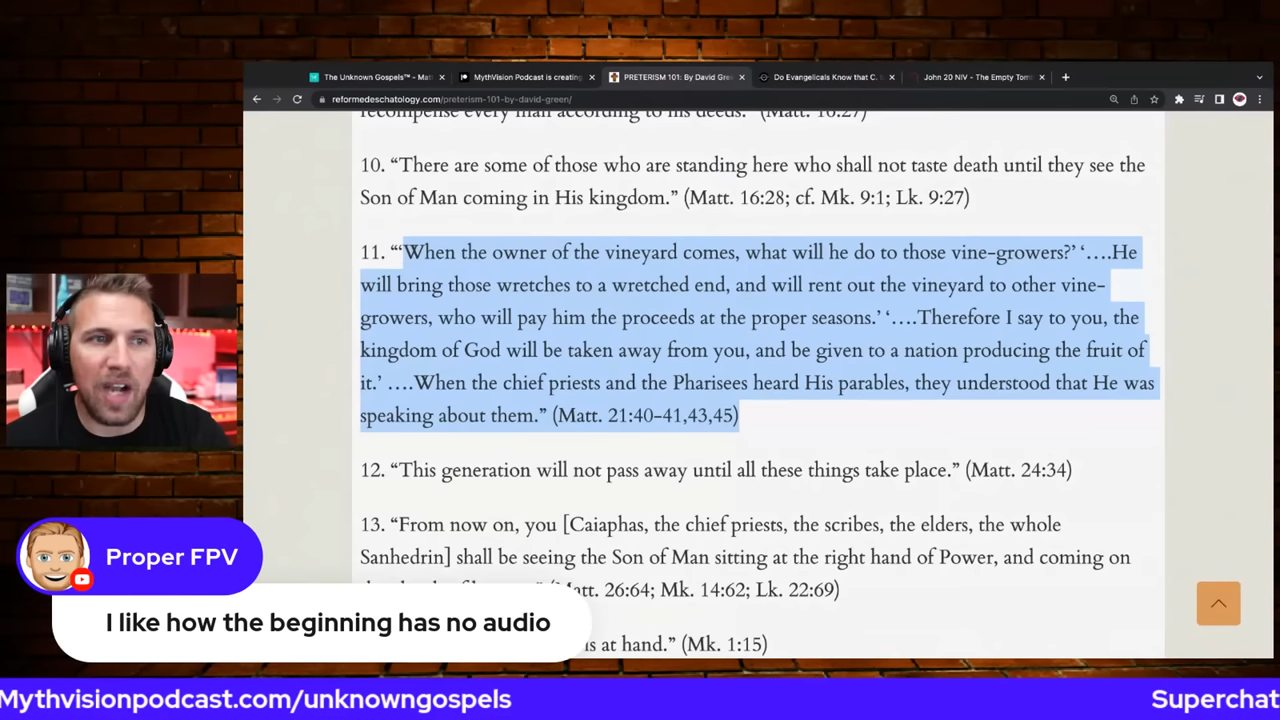 The Unknown Gospels™ - Mat
MythVision Podcast is creating
PRETERISM 101: By David Gree
Do Evangelicals Know that C. S
John 20 NIV - The Empty Tom
reformedeschatology.com/preterism-101-by-david-green/
recompense every man according to his deeds.” (Matt. 16:27)
10. “There are some of those who are standing here who shall not taste death until they see the
Son of Man coming in His kingdom.” (Matt. 16:28; cf. Mk. 9:1; Lk. 9:27)
11. “‘When the owner of the vineyard comes, what will he do to those vine-growers?’ ‘….He
will bring those wretches to a wretched end, and will rent out the vineyard to other vine-
growers, who will pay him the proceeds at the proper seasons.’ ‘….Therefore I say to you, the
kingdom of God will be taken away from you, and be given to a nation producing the fruit of
it.’ ….When the chief priests and the Pharisees heard His parables, they understood that He was
speaking about them.” (Matt. 21:40-41,43,45)
12. “This generation will not pass away until all these things take place.” (Matt. 24:34)
13. “From now on, you [Caiaphas, the chief priests, the scribes, the elders, the whole
Sanhedrin] shall be seeing the Son of Man sitting at the right hand of Power, and coming on
Matt. 26:64; Mk. 14:62; Lk. 22:69)
is at hand.” (Mk. 1:15)
Proper FPV
I like how the beginning has no audio
Mythvisionpodcast.com/unknowngospels
Superchat